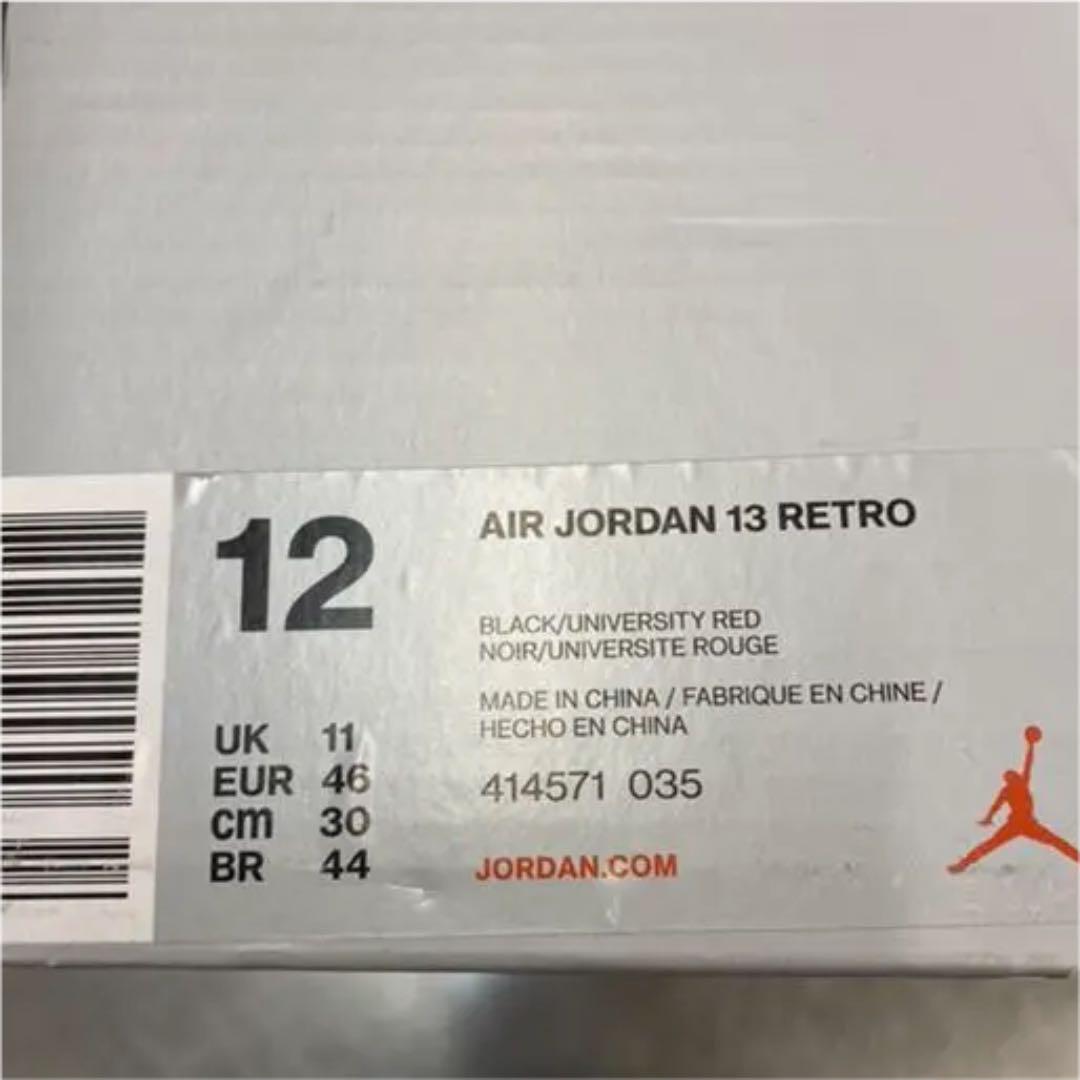 12
AIR JORDAN 13 RETRO
BLACK/UNIVERSITY RED
NOIR/UNIVERSITE ROUGE
MADE IN CHINA / FABRIQUE EN CHINE /
HECHO EN CHINA
UK 11
EUR 46
cm 30
BR 44
414571 035
JORDAN.COM